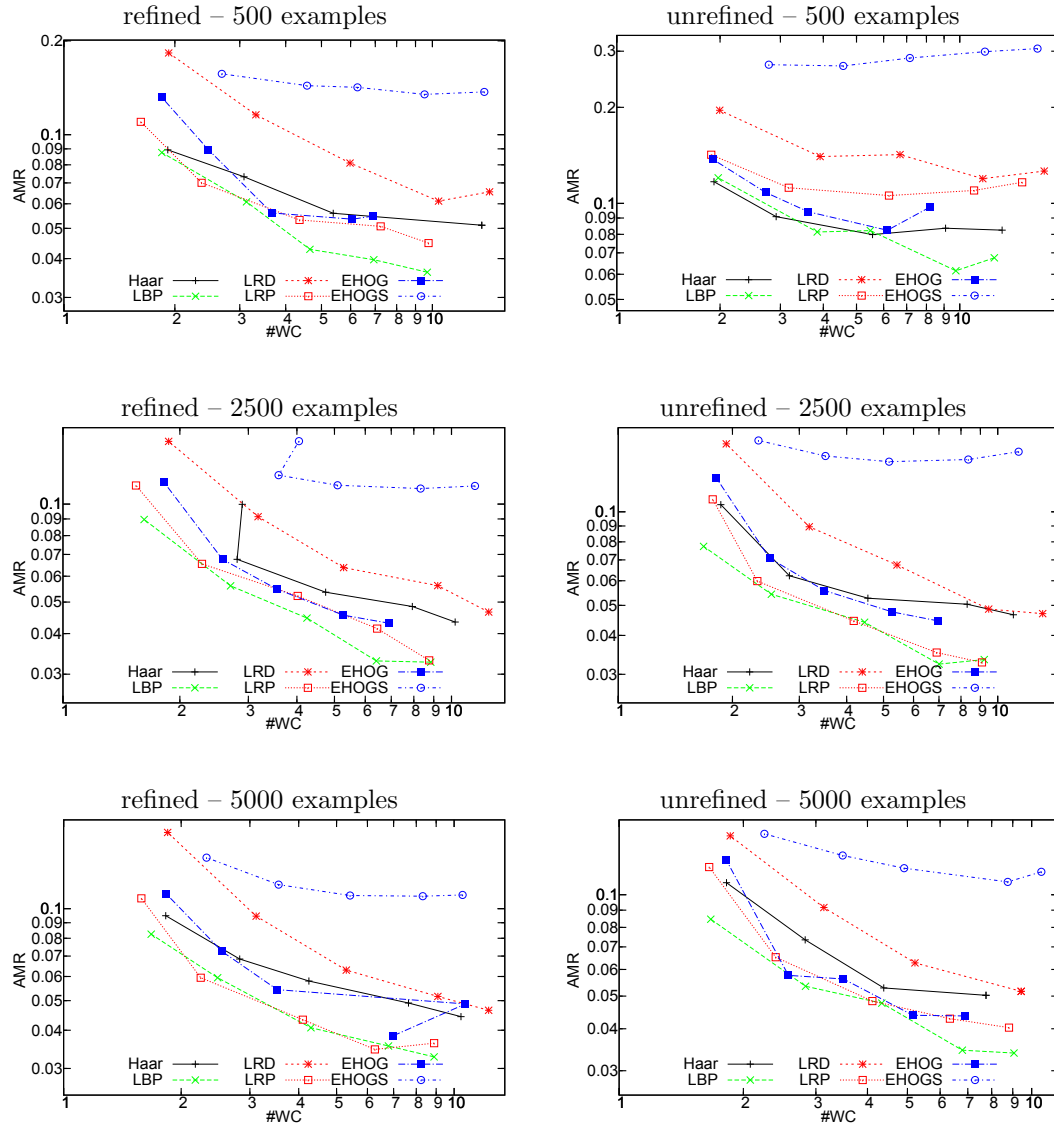 refined – 500 examples
0.2
0.1
0.09
0.08
0.07
0.06
0.05
0.04
0.03
AMR
Haar LRD EHOG
LBP LRP EHOGS
1 2 3 4 5 6 7 8 9 10
#WC
unrefined – 500 examples
0.3
0.2
0.1
0.09
0.08
0.07
0.06
0.05
AMR
Haar LRD EHOG
LBP LRP EHOGS
1 2 3 4 5 6 7 8 9 10
#WC
refined – 2500 examples
0.1
0.09
0.08
0.07
0.06
0.05
0.04
0.03
AMR
Haar LRD EHOG
LBP LRP EHOGS
1 2 3 4 5 6 7 8 9 10
#WC
unrefined – 2500 examples
0.1
0.09
0.08
0.07
0.06
0.05
0.04
0.03
AMR
Haar LRD EHOG
LBP LRP EHOGS
1 2 3 4 5 6 7 8 9 10
#WC
refined – 5000 examples
0.1
0.09
0.08
0.07
0.06
0.05
0.04
0.03
AMR
Haar LRD EHOG
LBP LRP EHOGS
1 2 3 4 5 6 7 8 9 10
#WC
unrefined – 5000 examples
0.1
0.09
0.08
0.07
0.06
0.05
0.04
0.03
AMR
Haar LRD EHOG
LBP LRP EHOGS
1 2 3 4 5 6 7 8 9 10
#WC